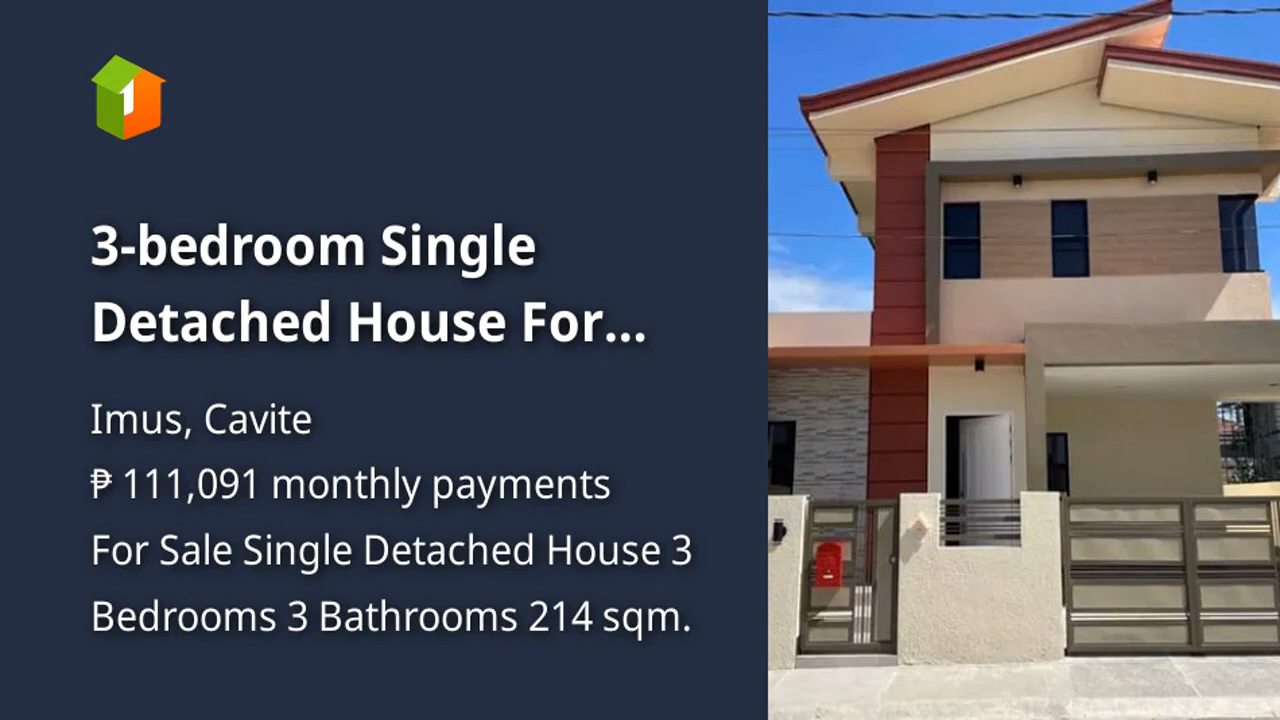 3-bedroom Single
Detached House For...
Imus, Cavite
₱ 111,091 monthly payments
For Sale Single Detached House 3
Bedrooms 3 Bathrooms 214 sqm.